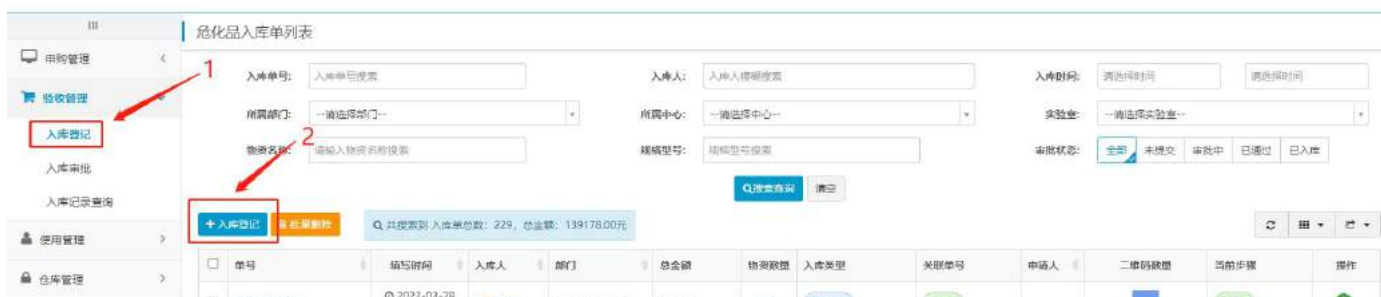 危化品入库单列表
申购管理
1
入库单号: 入库单号搜索 入库人: 入库人模糊搜索 入库时间: 请选择时间 请选择时间
验收管理
所属部门: --请选择部门-- 所属中心: --请选择中心-- 实验室: --请选择实验室--
入库登记
2
物资名称: 请输入物资名称搜索 规格型号: 规格型号搜索 审批状态: 全部 未提交 审批中 已通过 已入库
入库审批
搜索查询 清空
入库记录查询
+入库登记 批量删除 共搜索到 入库单总数: 229, 总金额: 139178.00元
使用管理
单号 填写时间 入库人 部门 总金额 物资数量 入库类型 关联单号 申请人 二维码数量 当前步骤 操作
仓库管理